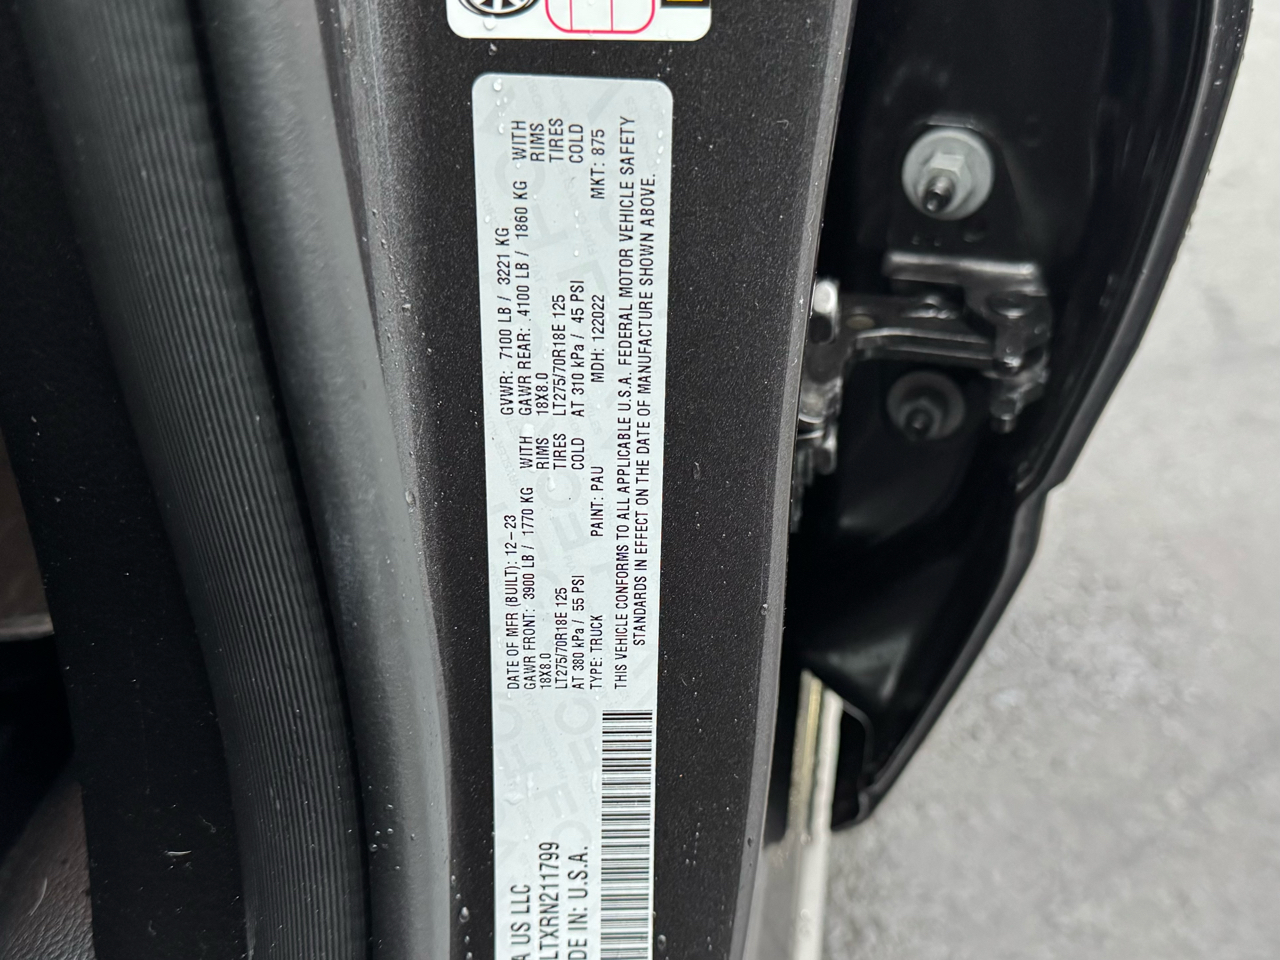 A US LLC
LTXRN211799
DE IN: U.S.A.
DATE OF MFR (BUILT): 12-23 GVWR: 7100 LB / 3221 KG
GAWR FRONT: 3900 LB / 1770 KG WITH GAWR REAR: 4100 LB / 1860 KG WITH
18X8.0 RIMS 18X8.0 RIMS
LT275/70R18E 125 TIRES LT275/70R18E 125 TIRES
AT 380 kPa / 55 PSI COLD AT 310 kPa / 45 PSI COLD
TYPE: TRUCK PAINT: PAU MDH: 122022 MKT: 875
THIS VEHICLE CONFORMS TO ALL APPLICABLE U.S.A. FEDERAL MOTOR VEHICLE SAFETY
STANDARDS IN EFFECT ON THE DATE OF MANUFACTURE SHOWN ABOVE.